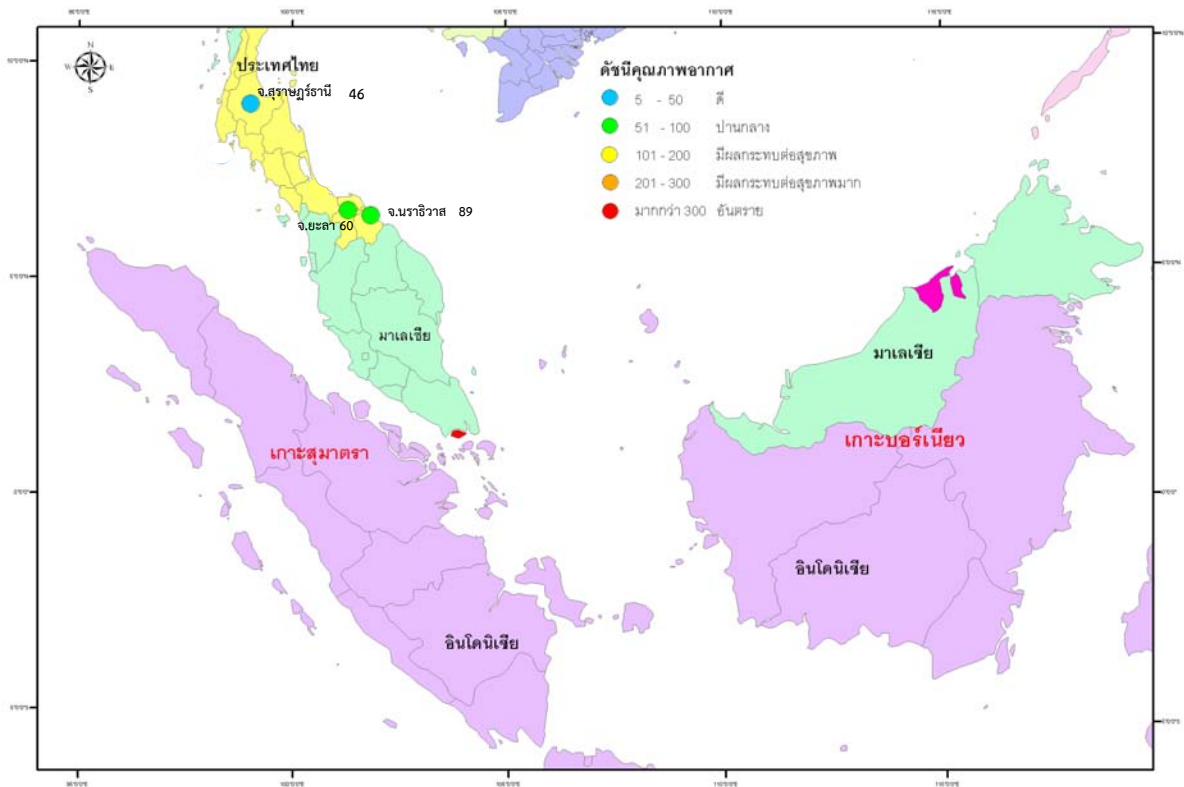 N
W E
S
ประเทศไทย
จ.สุราษฎร์ธานี 46
จ.นราธิวาส 89
จ.ยะลา 60
ดัชนีคุณภาพอากาศ
5 - 50 ดี
51 - 100 ปานกลาง
101 - 200 มีผลกระทบต่อสุขภาพ
201 - 300 มีผลกระทบต่อสุขภาพมาก
มากกว่า 300 อันตราย
มาเลเซีย
มาเลเซีย
เกาะสุมาตรา
เกาะบอร์เนียว
อินโดนิเซีย
อินโดนิเซีย